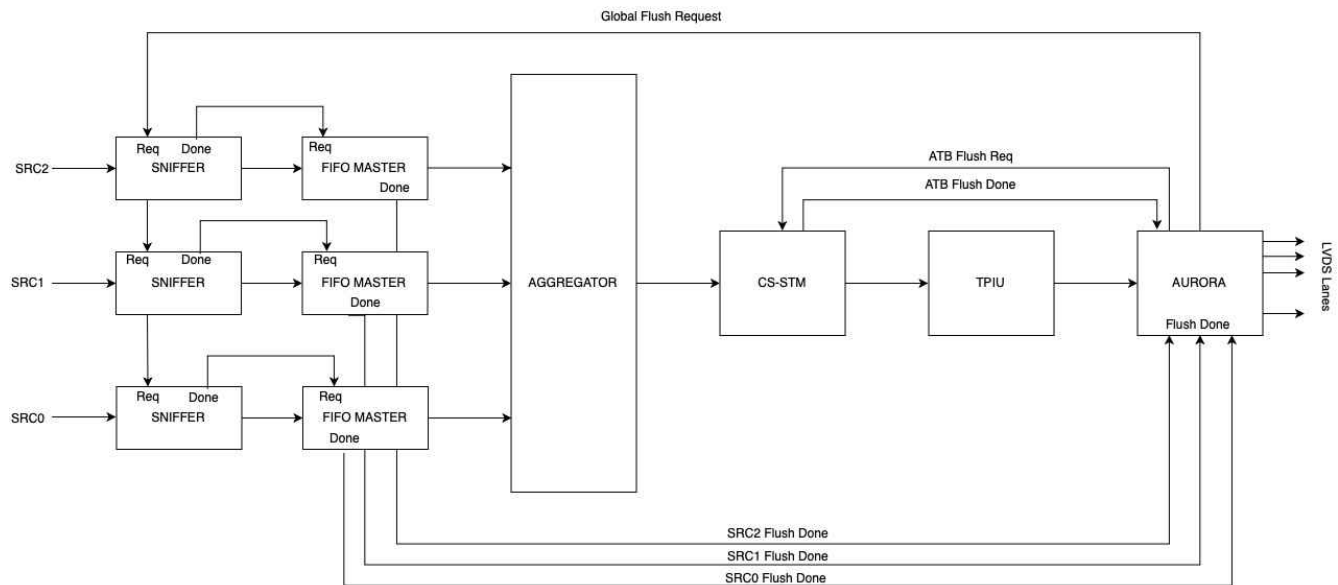 Global Flush Request
Req Done
SRC2
SNIFFER
Req
FIFO MASTER
Done
ATB Flush Req
ATB Flush Done
Req Done
SRC1
SNIFFER
Req
FIFO MASTER
Done
AGGREGATOR
CS-STM
TPIU
AURORA
Flush Done
LVDS Lanes
Req Done
SRC0
SNIFFER
Req
FIFO MASTER
Done
SRC2 Flush Done
SRC1 Flush Done
SRC0 Flush Done